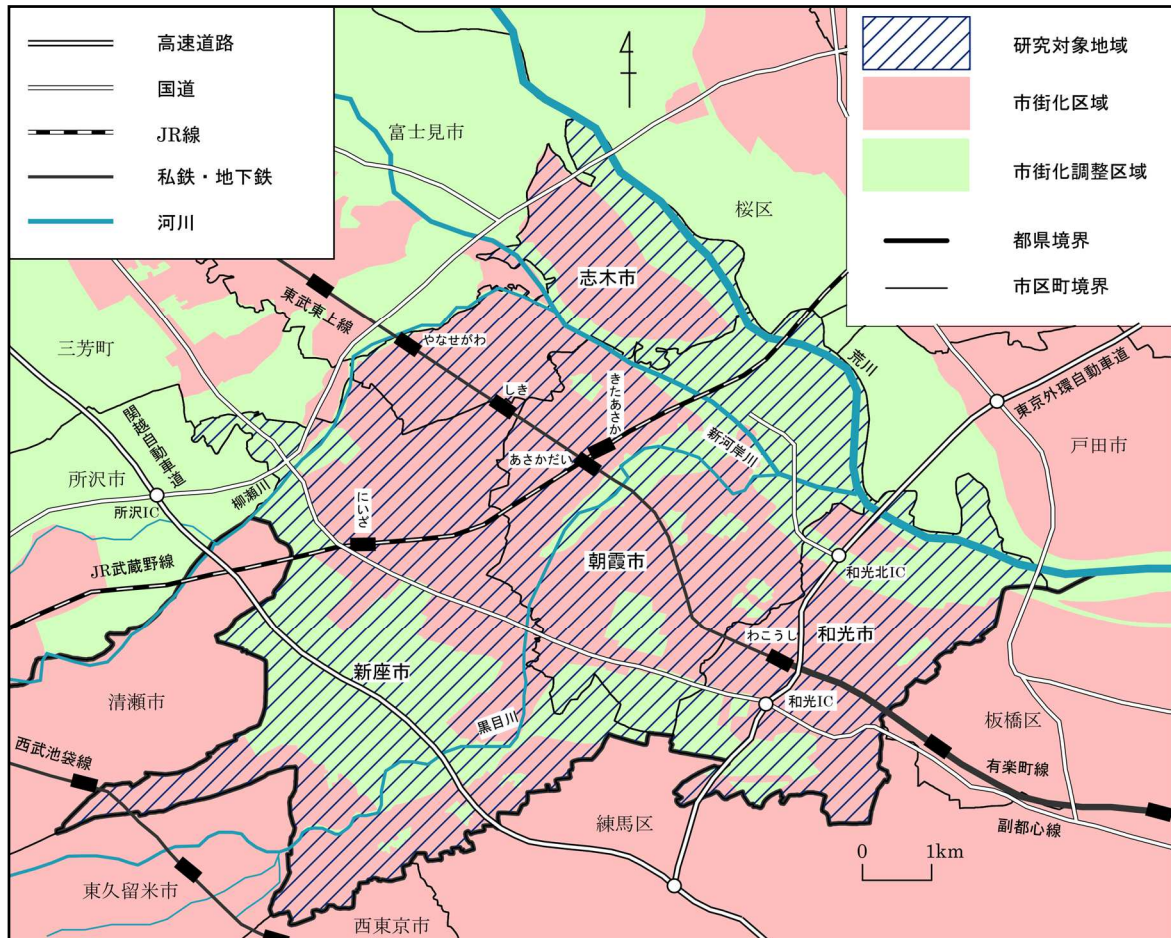 高速道路
国道
JR線
私鉄・地下鉄
河川
研究対象地域
市街化区域
市街化調整区域
都県境界
市区町境界
4
富士見市
桜区
志木市
東武東上線
やなせがわ
三芳町
しき
きたあさか
荒川
東京外環自動車道
関越自動車道
新河岸川
戸田市
あさかだい
所沢市
柳瀬川
所沢IC
にいざ
JR武蔵野線
朝霞市
和光北IC
わこうし
和光市
新座市
清瀬市
和光IC
黒目川
板橋区
西武池袋線
有楽町線
練馬区
副都心線
0 1km
東久留米市
西東京市